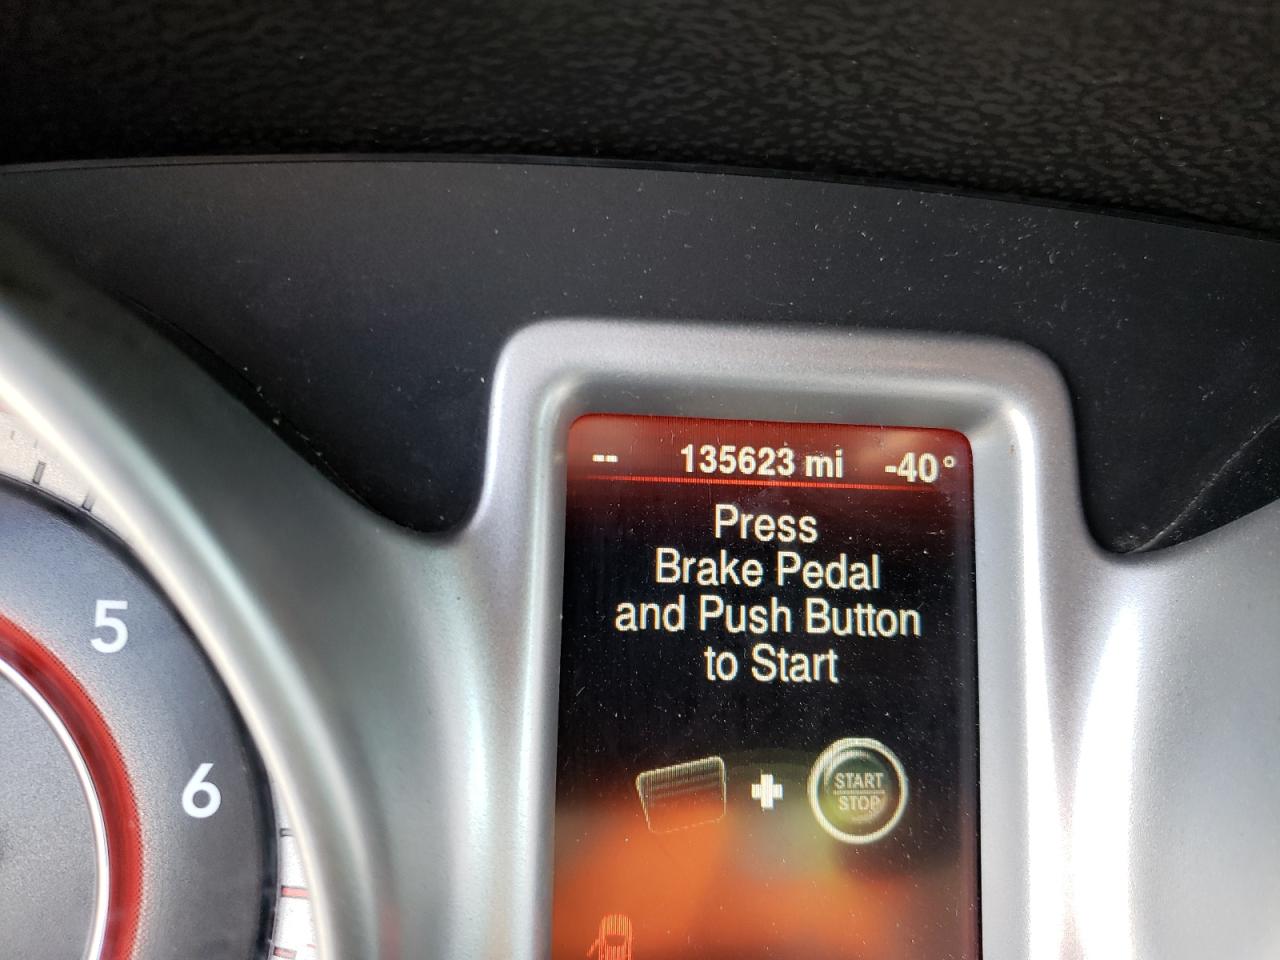 -- 135623 mi -40°
Press
Brake Pedal
and Push Button
to Start
START
STOP
5
6